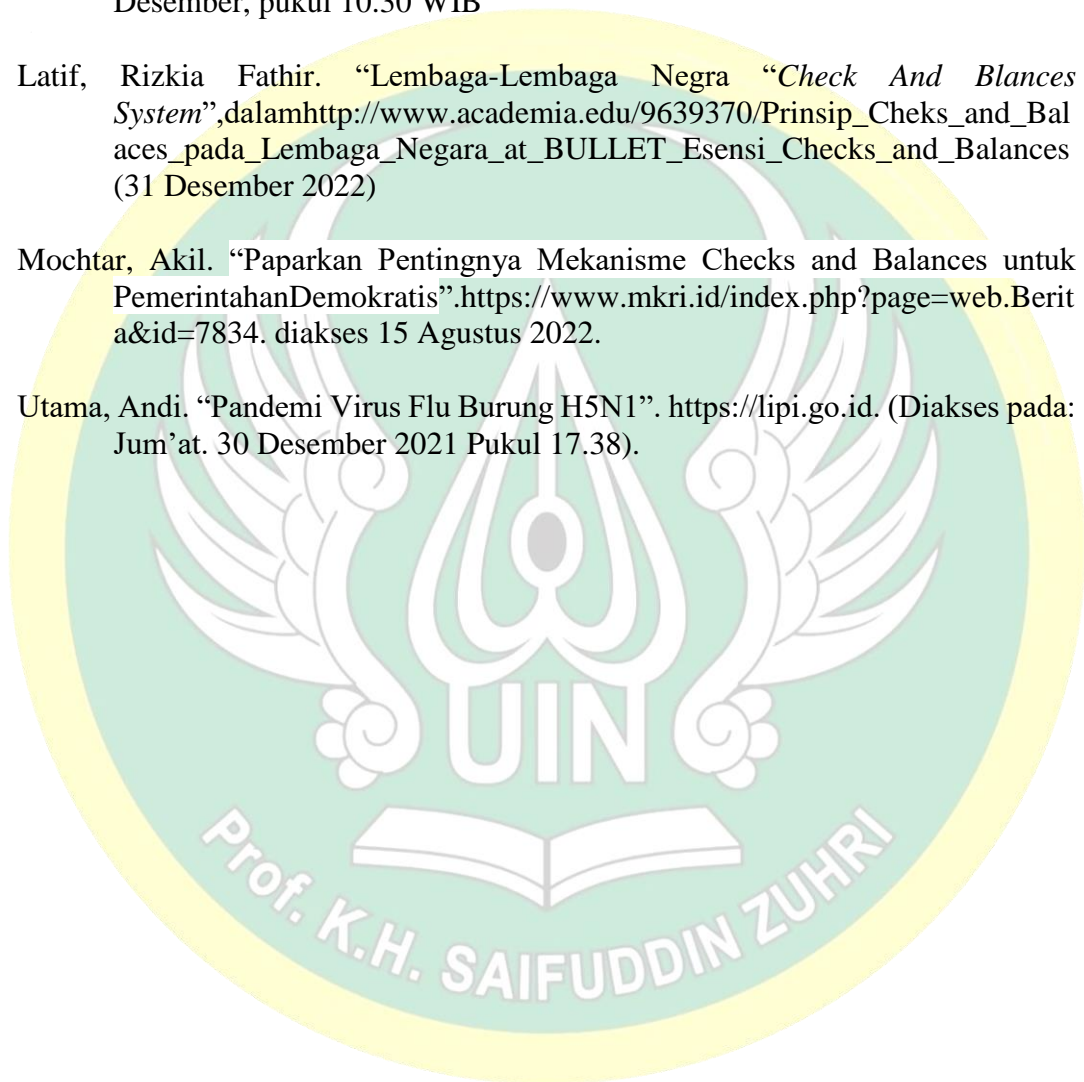 Desember, pukul 10.30 WIB
Latif, Rizkia Fathir. “Lembaga-Lembaga Negra “Check And Blances
System”,dalamhttp://www.academia.edu/9639370/Prinsip_Cheks_and_Bal
aces_pada_Lembaga_Negara_at_BULLET_Esensi_Checks_and_Balances
(31 Desember 2022)
Mochtar, Akil. “Paparkan Pentingnya Mekanisme Checks and Balances untuk
PemerintahanDemokratis”.https://www.mkri.id/index.php?page=web.Berit
a&id=7834. diakses 15 Agustus 2022.
Utama, Andi. “Pandemi Virus Flu Burung H5N1”. https://lipi.go.id. (Diakses pada:
Jum’at. 30 Desember 2021 Pukul 17.38).
UIN
Prof. K.H. SAIFUDDIN ZUHRI